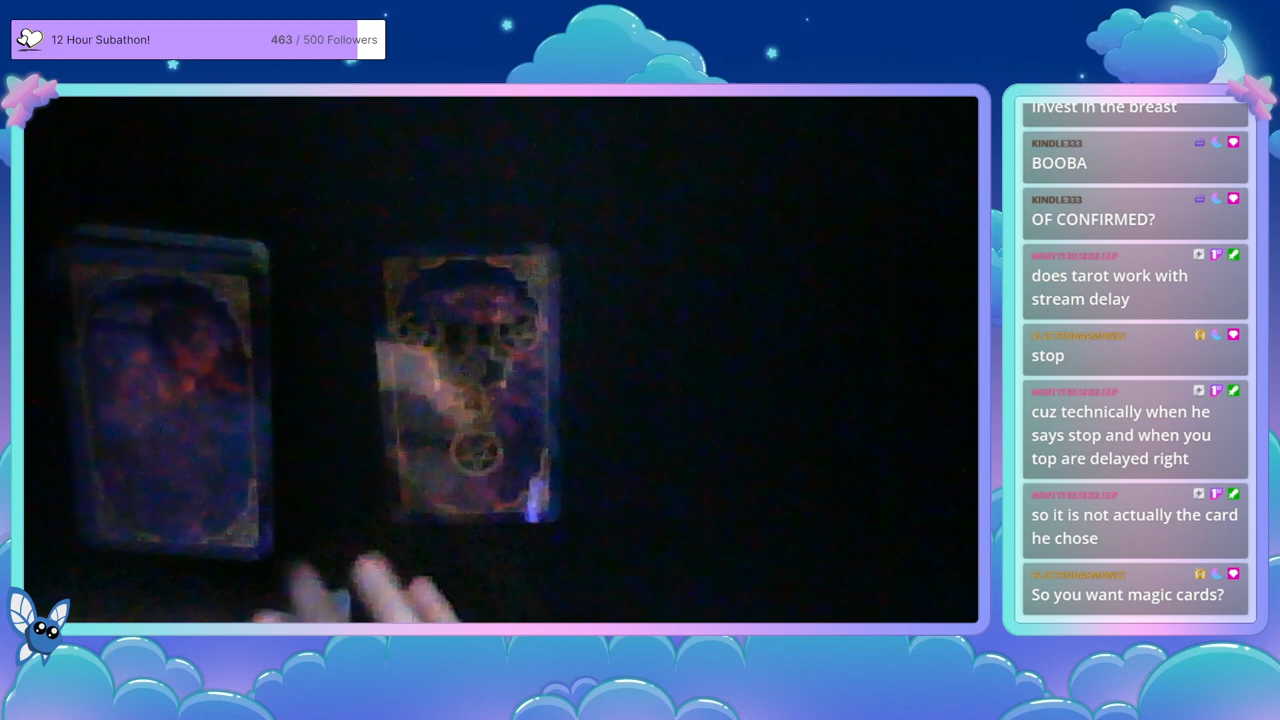 12 Hour Subathon!
463 / 500 Followers
invest in the breast
KINDLE333
BOOBA
KINDLE333
OF CONFIRMED?
does tarot work with
stream delay
stop
cuz technically when he
says stop and when you
top are delayed right
so it is not actually the card
he chose
So you want magic cards?